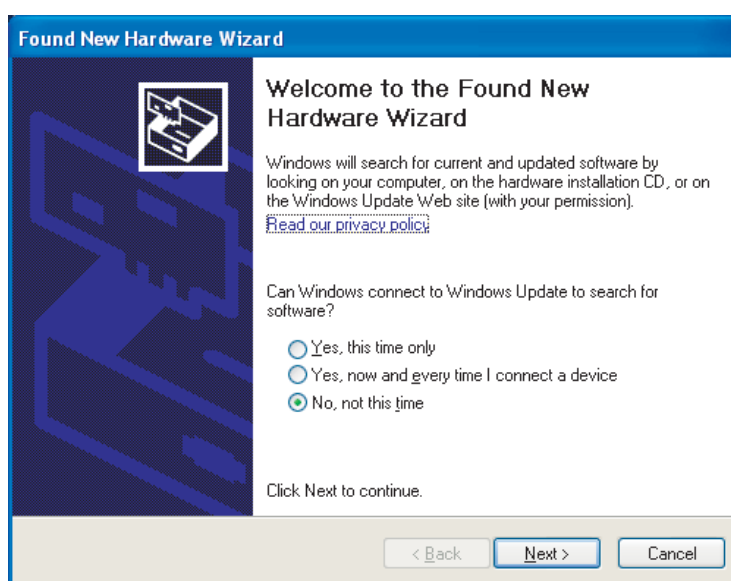 Found New Hardware Wizard
Welcome to the Found New
Hardware Wizard
Windows will search for current and updated software by
looking on your computer, on the hardware installation CD, or on
the Windows Update Web site (with your permission).
Read our privacy policy
Can Windows connect to Windows Update to search for
software?
Yes, this time only
Yes, now and every time I connect a device
No, not this time
Click Next to continue.
< Back Next > Cancel